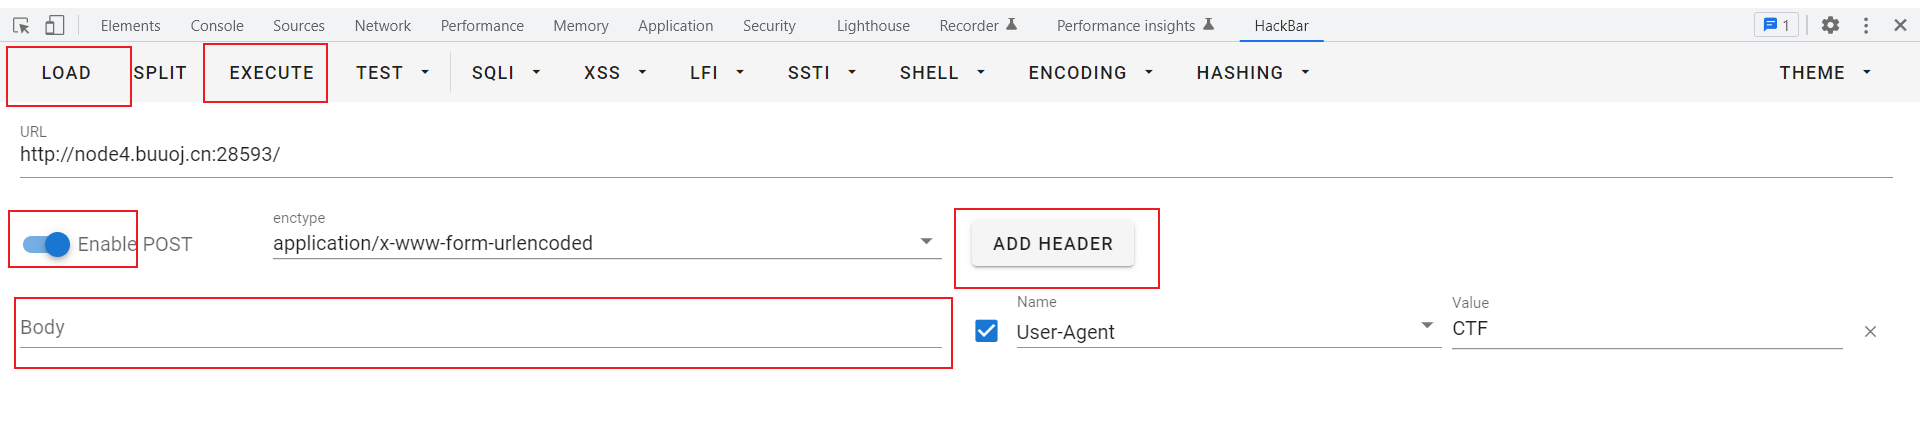 Elements Console Sources Network Performance Memory Application Security Lighthouse Recorder Performance insights HackBar 1
LOAD SPLIT EXECUTE TEST SQLI XSS LFI SSTI SHELL ENCODING HASHING THEME
URL
http://node4.buuoj.cn:28593/
Enable POST
enctype
application/x-www-form-urlencoded
ADD HEADER
Body
Name
User-Agent
Value
CTF